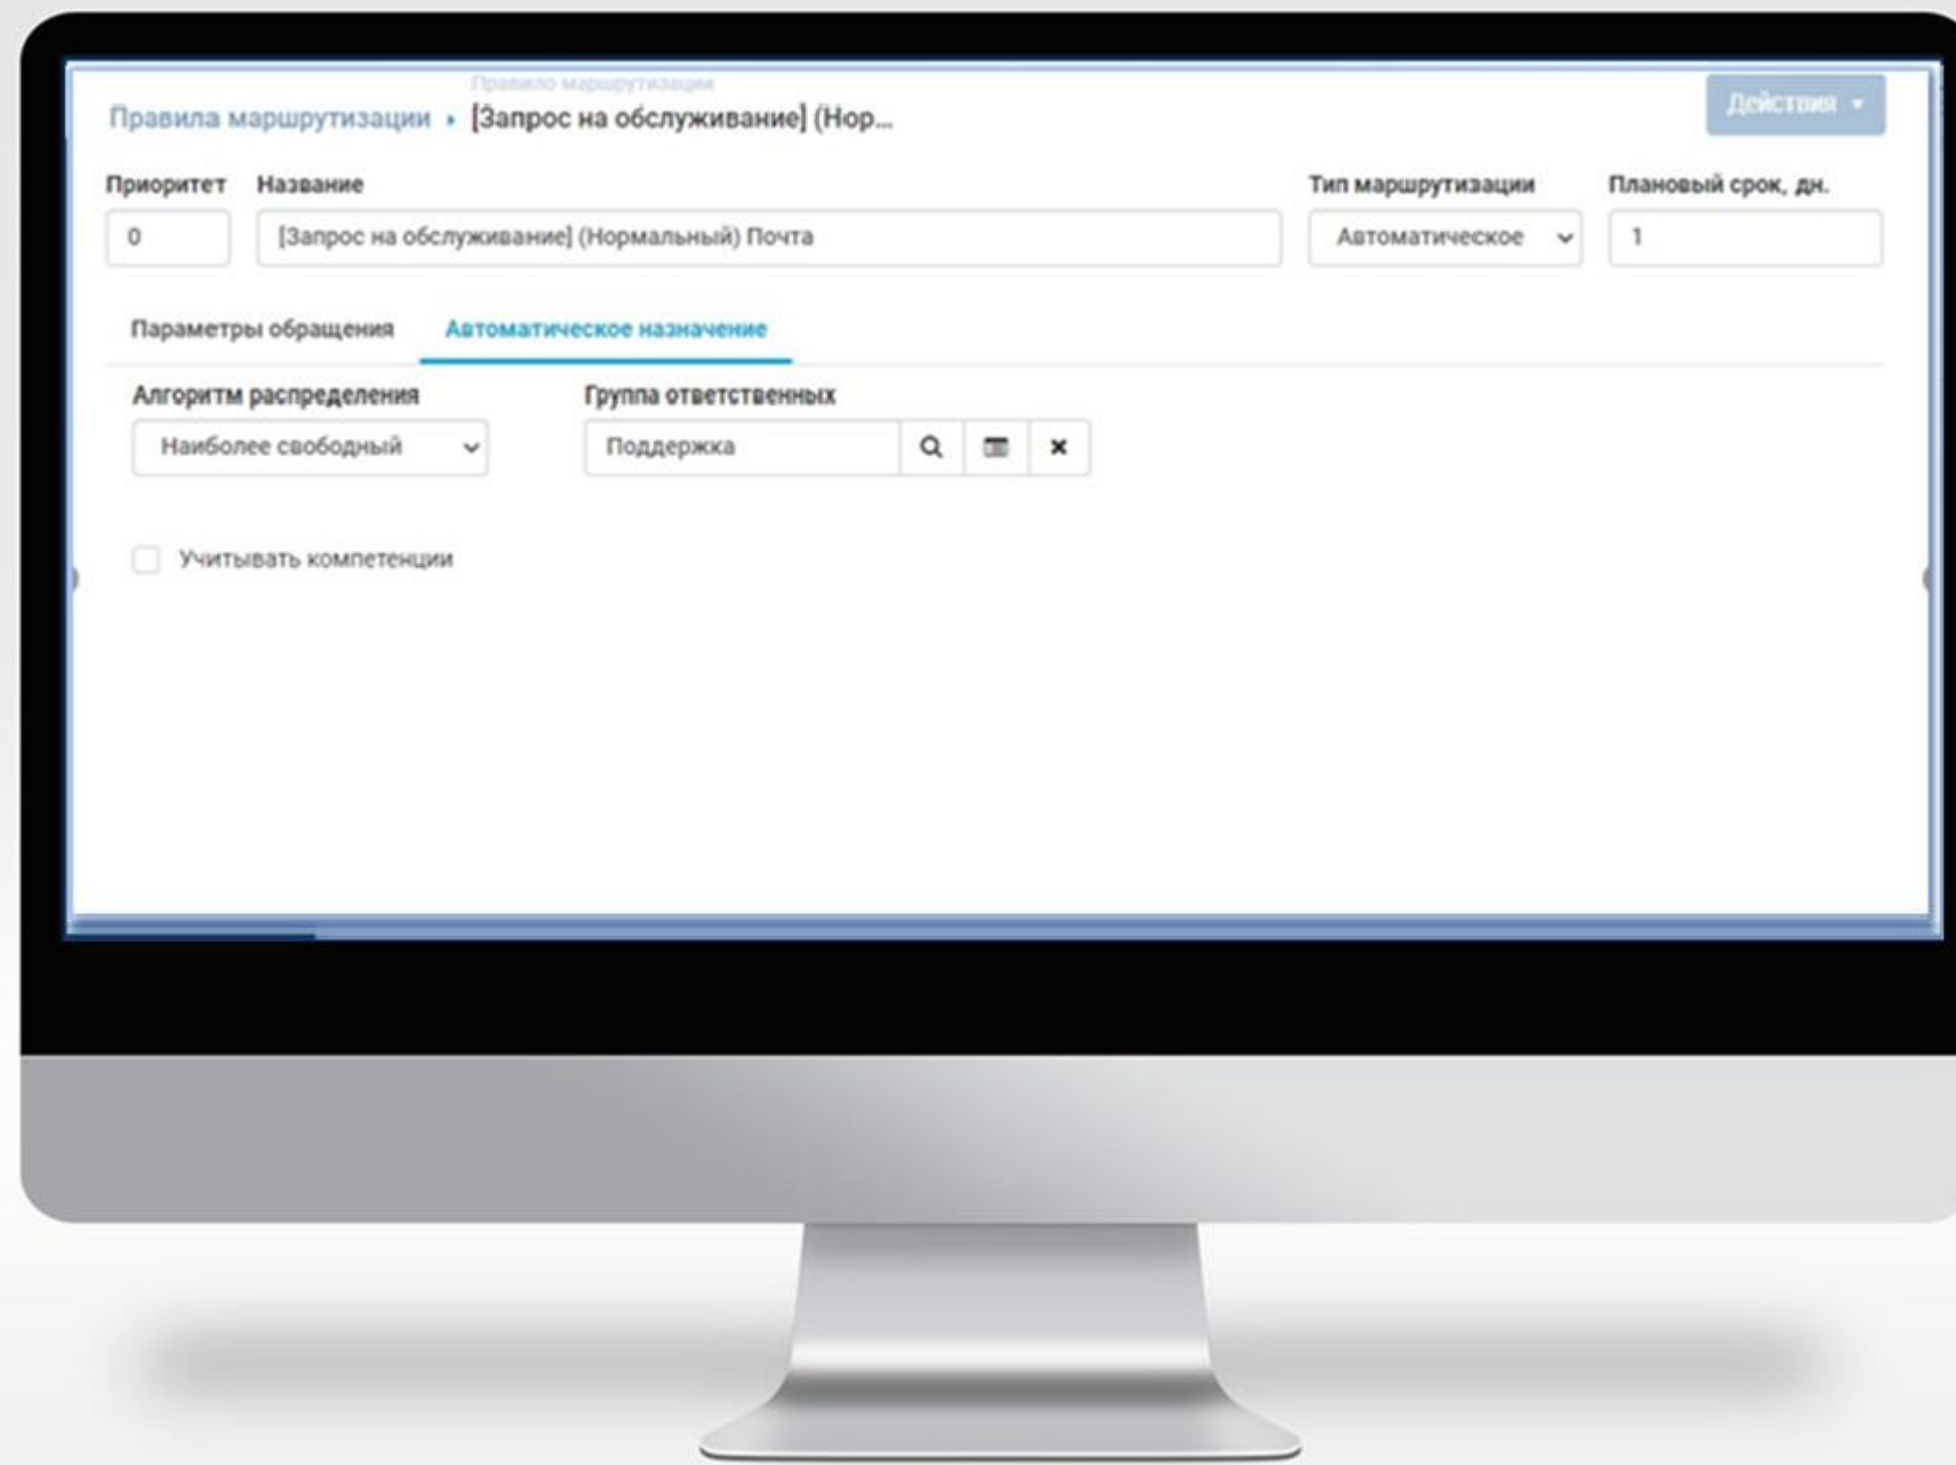 Правило маршрутизации
Правила маршрутизации ▸ [Запрос на обслуживание] (Нор...
Действия
Приоритет Название Тип маршрутизации Плановый срок, дн.
0 [Запрос на обслуживание] (Нормальный) Почта Автоматическое 1
Параметры обращения Автоматическое назначение
Алгоритм распределения Группа ответственных
Наиболее свободный Поддержка
Учитывать компетенции